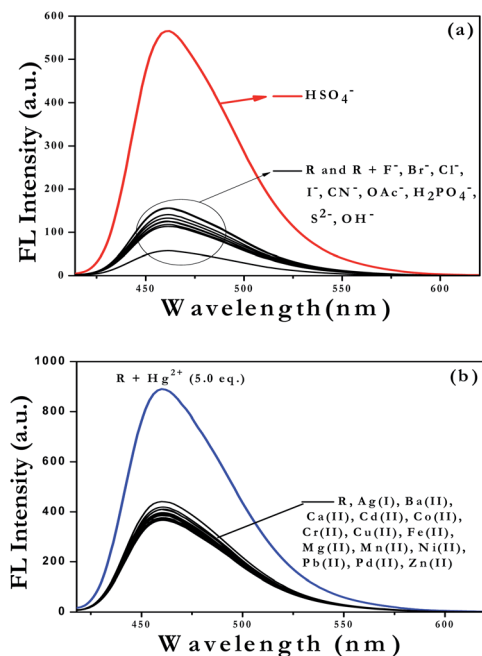 (a)
600
500
400
300
200
100
0
FL Intensity (a.u.)
HSO₄⁻
R and R + F⁻, Br⁻, Cl⁻,
I⁻, CN⁻, OAc⁻, H₂PO₄⁻,
S²⁻, OH⁻
450 500 550 600
Wavelength(nm)
(b)
1000
800
600
400
200
0
FL Intensity (a.u.)
R + Hg²⁺ (5.0 eq.)
R, Ag(I), Ba(II),
Ca(II), Cd(II), Co(II),
Cr(II), Cu(II), Fe(II),
Mg(II), Mn(II), Ni(II),
Pb(II), Pd(II), Zn(II)
450 500 550 600
Wavelength (nm)